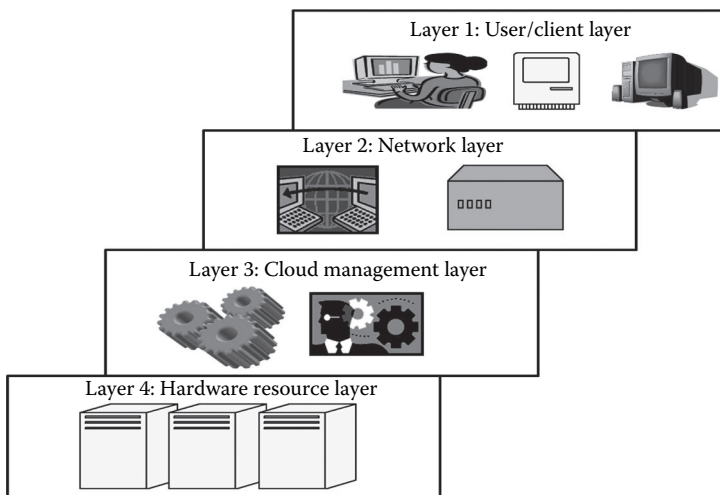 Layer 1: User/client layer
Layer 2: Network layer
Layer 3: Cloud management layer
Layer 4: Hardware resource layer